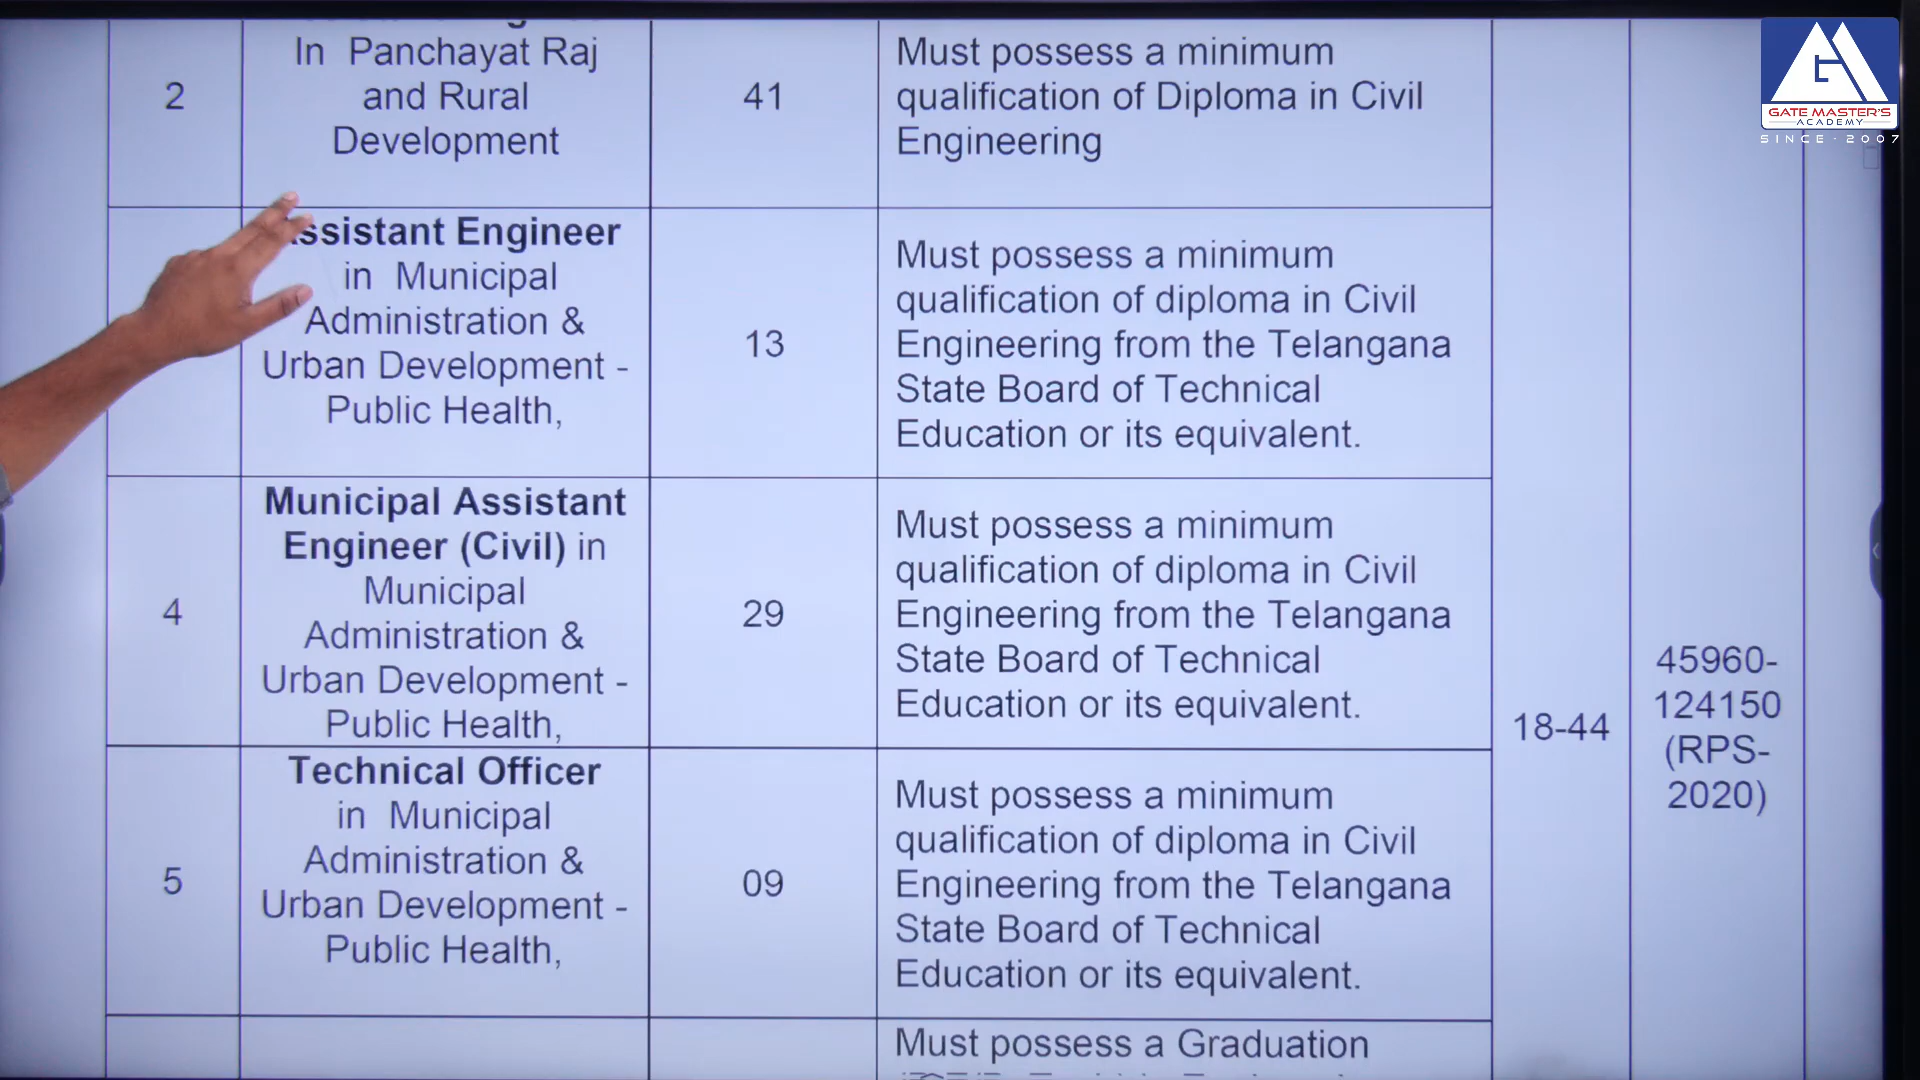 2
In Panchayat Raj
and Rural
Development
41
Must possess a minimum
qualification of Diploma in Civil
Engineering
Assistant Engineer
in Municipal
Administration &
Urban Development -
Public Health,
13
Must possess a minimum
qualification of diploma in Civil
Engineering from the Telangana
State Board of Technical
Education or its equivalent.
4
Municipal Assistant
Engineer (Civil) in
Municipal
Administration &
Urban Development -
Public Health,
29
Must possess a minimum
qualification of diploma in Civil
Engineering from the Telangana
State Board of Technical
Education or its equivalent.
5
Technical Officer
in Municipal
Administration &
Urban Development -
Public Health,
09
Must possess a minimum
qualification of diploma in Civil
Engineering from the Telangana
State Board of Technical
Education or its equivalent.
Must possess a Graduation
18-44
45960-
124150
(RPS-
2020)
G
GATE MASTER'S
ACADEMY
SINCE-2007